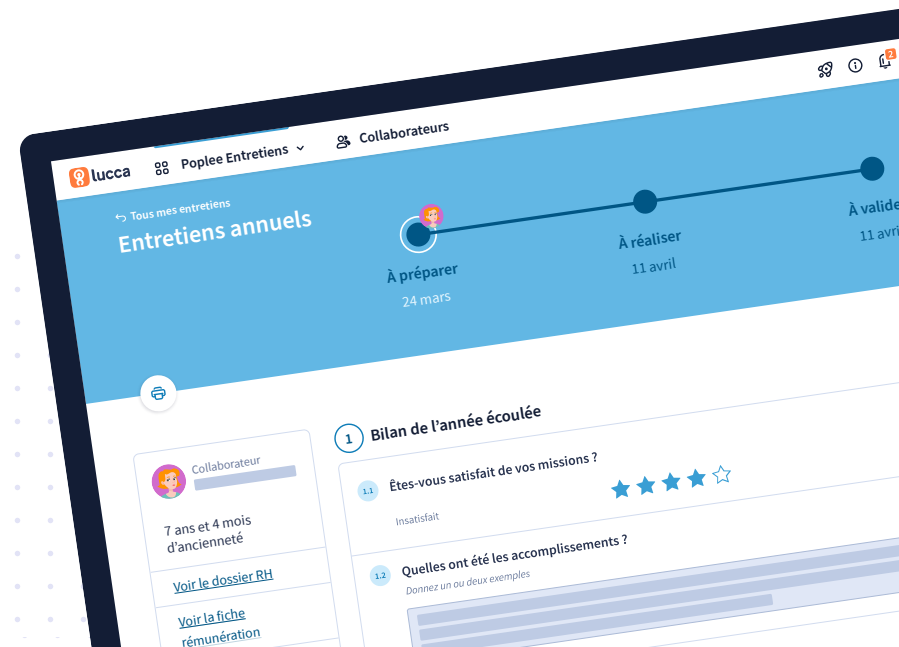 lucca
Poplee Entretiens
Collaborateurs
2
Tous mes entretiens
Entretiens annuels
À préparer
24 mars
À réaliser
11 avril
11
1 Bilan de l’année écoulée
Collaborateur
7 ans et 4 mois
d’ancienneté
Voir le dossier RH
Voir la fiche
rémunération
1.1 Êtes-vous satisfait de vos missions ?
Insatisfait
1.2 Quelles ont été les accomplissements ?
Donnez un ou deux exemples